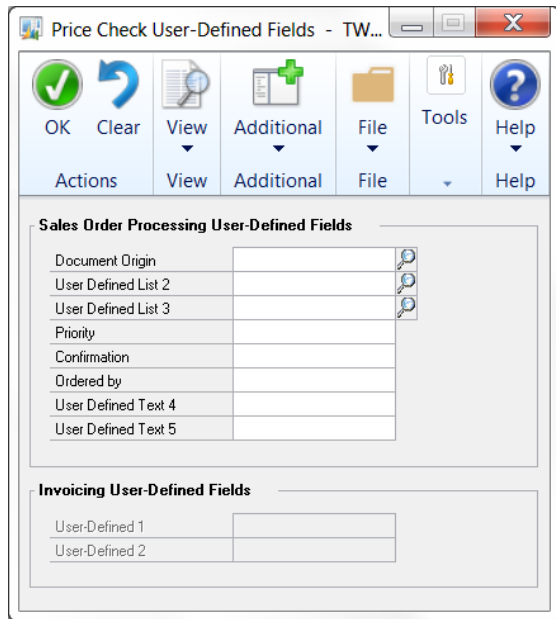 Price Check User-Defined Fields - TW...
OK Clear View Additional File Tools Help
Actions View Additional File Help
Sales Order Processing User-Defined Fields
Document Origin
User Defined List 2
User Defined List 3
Priority
Confirmation
Ordered by
User Defined Text 4
User Defined Text 5
Invoicing User-Defined Fields
User-Defined 1
User-Defined 2